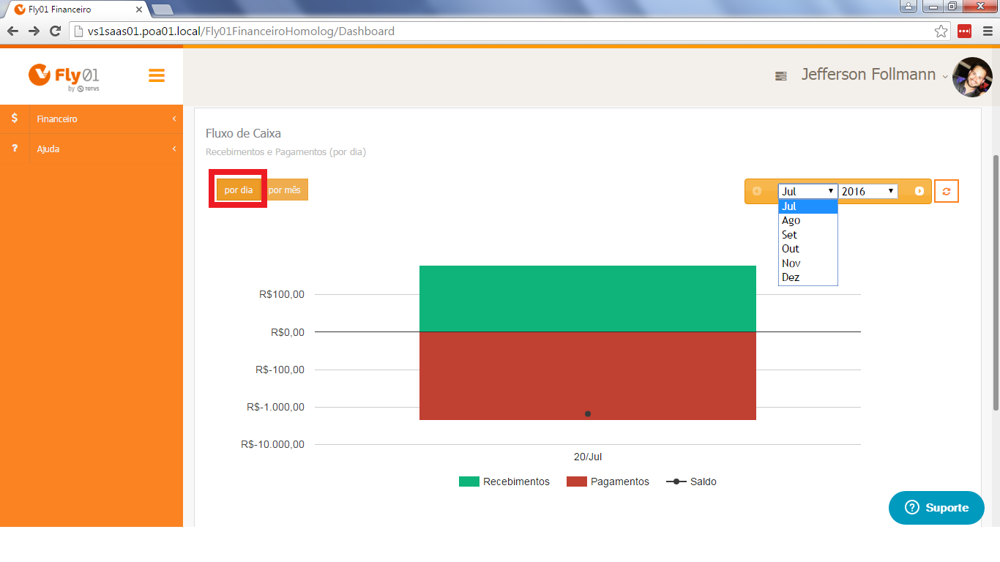 Fly01 Financeiro
vs1saas01.poa01.local/Fly01FinanceiroHomolog/Dashboard
Fly01
by TOTVS
Jefferson Follmann
$ Financeiro
? Ajuda
Fluxo de Caixa
Recebimentos e Pagamentos (por dia)
por dia por mês
Jul 2016
Jul
Ago
Set
Out
Nov
Dez
R$100,00
R$0,00
R$-100,00
R$-1.000,00
R$-10.000,00
20/Jul
Recebimentos Pagamentos Saldo
? Suporte